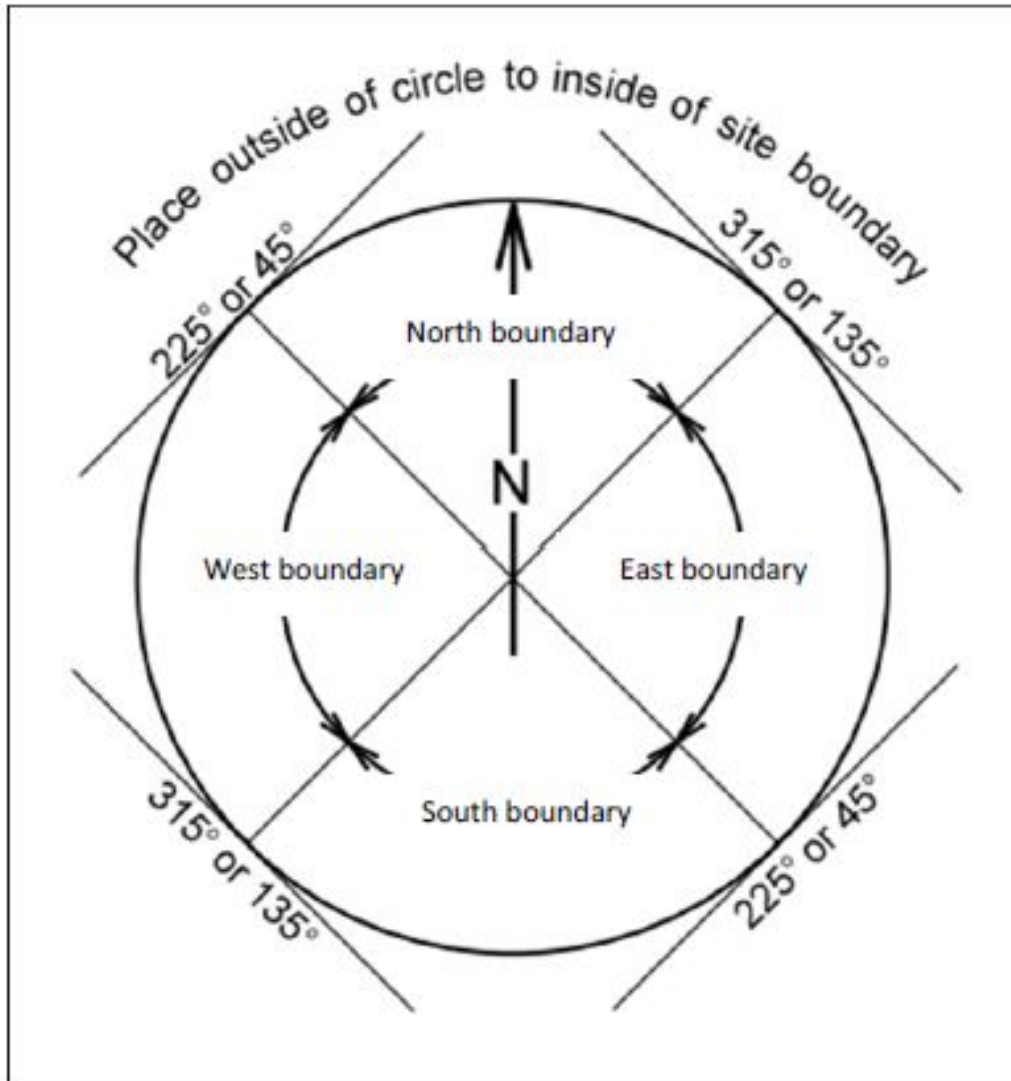 Place outside of circle to inside of site boundary
225° or 45°
315° or 135°
North boundary
N
West boundary
East boundary
South boundary
315° or 135°
225° or 45°